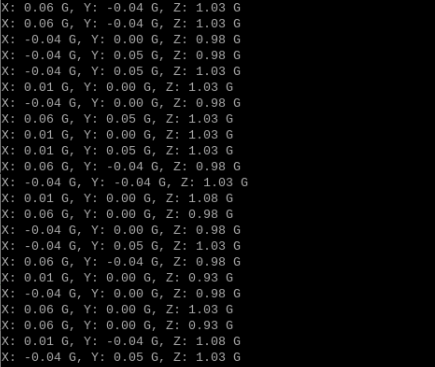 X: 0.06 G, Y: -0.04 G, Z: 1.03 G
X: 0.06 G, Y: -0.04 G, Z: 1.03 G
X: -0.04 G, Y: 0.00 G, Z: 0.98 G
X: -0.04 G, Y: 0.05 G, Z: 0.98 G
X: -0.04 G, Y: 0.05 G, Z: 1.03 G
X: 0.01 G, Y: 0.00 G, Z: 1.03 G
X: -0.04 G, Y: 0.00 G, Z: 0.98 G
X: 0.06 G, Y: 0.05 G, Z: 1.03 G
X: 0.01 G, Y: 0.00 G, Z: 1.03 G
X: 0.01 G, Y: 0.05 G, Z: 1.03 G
X: 0.06 G, Y: -0.04 G, Z: 0.98 G
X: -0.04 G, Y: -0.04 G, Z: 1.03 G
X: 0.01 G, Y: 0.00 G, Z: 1.08 G
X: 0.06 G, Y: 0.00 G, Z: 0.98 G
X: -0.04 G, Y: 0.00 G, Z: 0.98 G
X: -0.04 G, Y: 0.05 G, Z: 1.03 G
X: 0.06 G, Y: -0.04 G, Z: 0.98 G
X: 0.01 G, Y: 0.00 G, Z: 0.93 G
X: -0.04 G, Y: 0.00 G, Z: 0.98 G
X: 0.06 G, Y: 0.00 G, Z: 1.03 G
X: 0.06 G, Y: 0.00 G, Z: 0.93 G
X: 0.01 G, Y: -0.04 G, Z: 1.08 G
X: -0.04 G, Y: 0.05 G, Z: 1.03 G